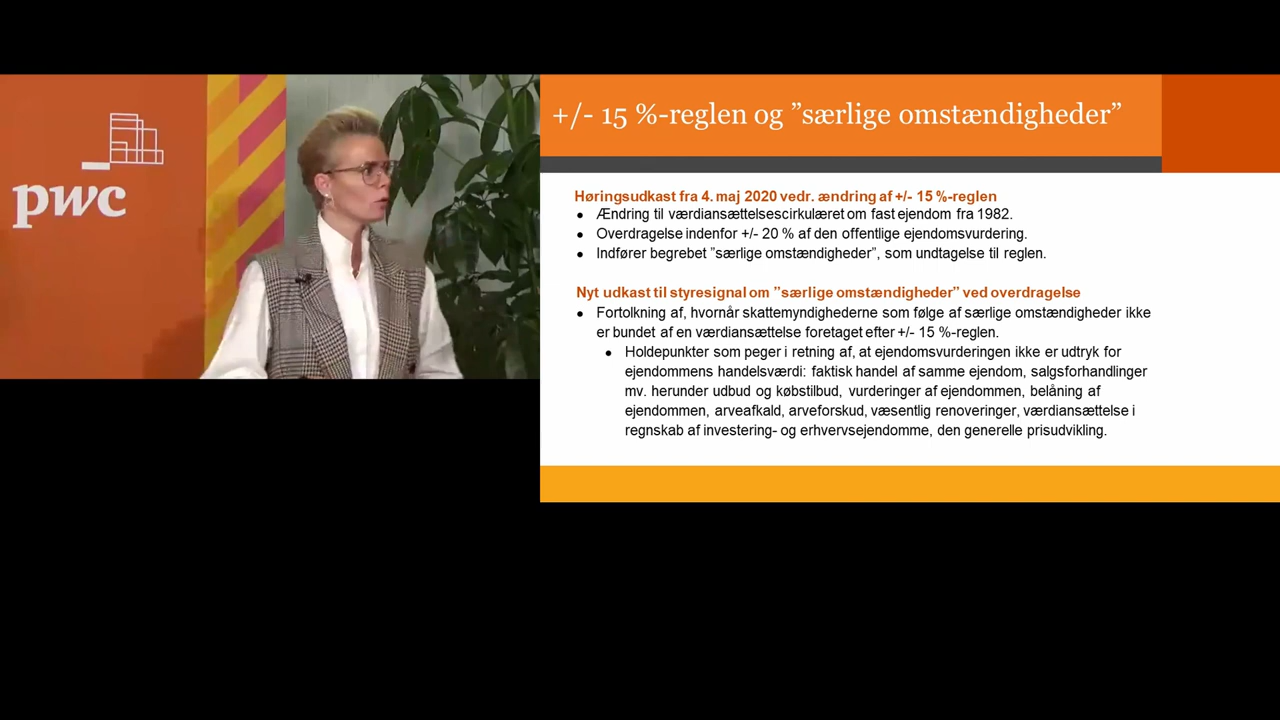 pwc
+/- 15 %-reglen og ”særlige omstændigheder”
Høringsudkast fra 4. maj 2020 vedr. ændring af +/- 15 %-reglen
• Ændring til værdiansættelsescirkulæret om fast ejendom fra 1982.
• Overdragelse indenfor +/- 20 % af den offentlige ejendomsvurdering.
• Indfører begrebet ”særlige omstændigheder”, som undtagelse til reglen.
Nyt udkast til styresignal om ”særlige omstændigheder” ved overdragelse
• Fortolkning af, hvornår skattemyndighederne som følge af særlige omstændigheder ikke
er bundet af en værdiansættelse foretaget efter +/- 15 %-reglen.
• Holdepunkter som peger i retning af, at ejendomsvurderingen ikke er udtryk for
ejendommens handelsværdi: faktisk handel af samme ejendom, salgsforhandlinger
mv. herunder udbud og købstilbud, vurderinger af ejendommen, belåning af
ejendommen, arveafkald, arveforskud, væsentlig renoveringer, værdiansættelse i
regnskab af investering- og erhvervsejendomme, den generelle prisudvikling.